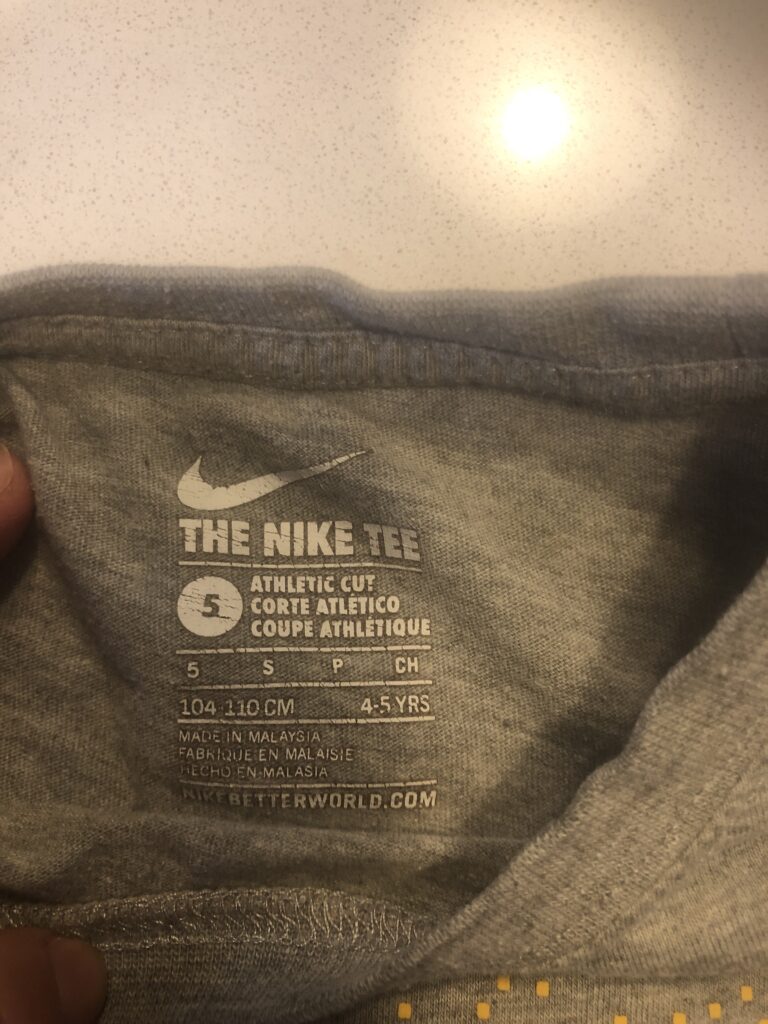 THE NIKE TEE
5
ATHLETIC CUT
CORTE ATLÉTICO
COUPE ATHLÉTIQUE
5 S P CH
104-110 CM 4-5 YRS
MADE IN MALAYSIA
FABRIQUE EN MALAISIE
HECHO EN MALASIA
NIKEBETTERWORLD.COM